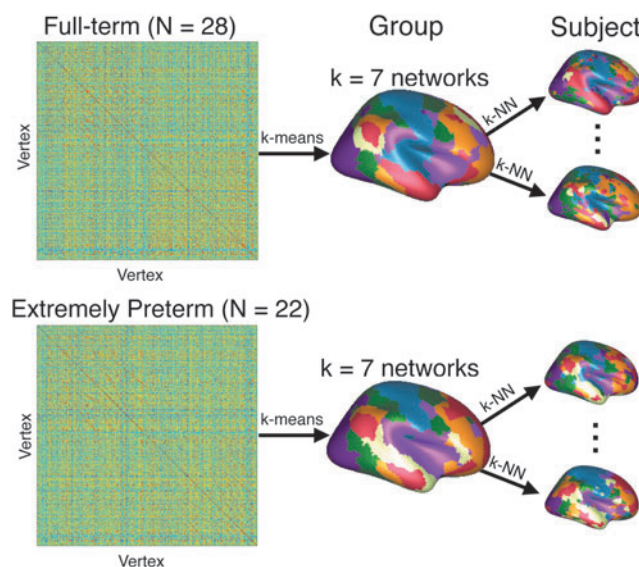 Full-term (N = 28)
Group
Subject
k = 7 networks
Vertex
k-means
k-NN
k-NN
Vertex
Extremely Preterm (N = 22)
k = 7 networks
Vertex
k-means
k-NN
k-NN
Vertex